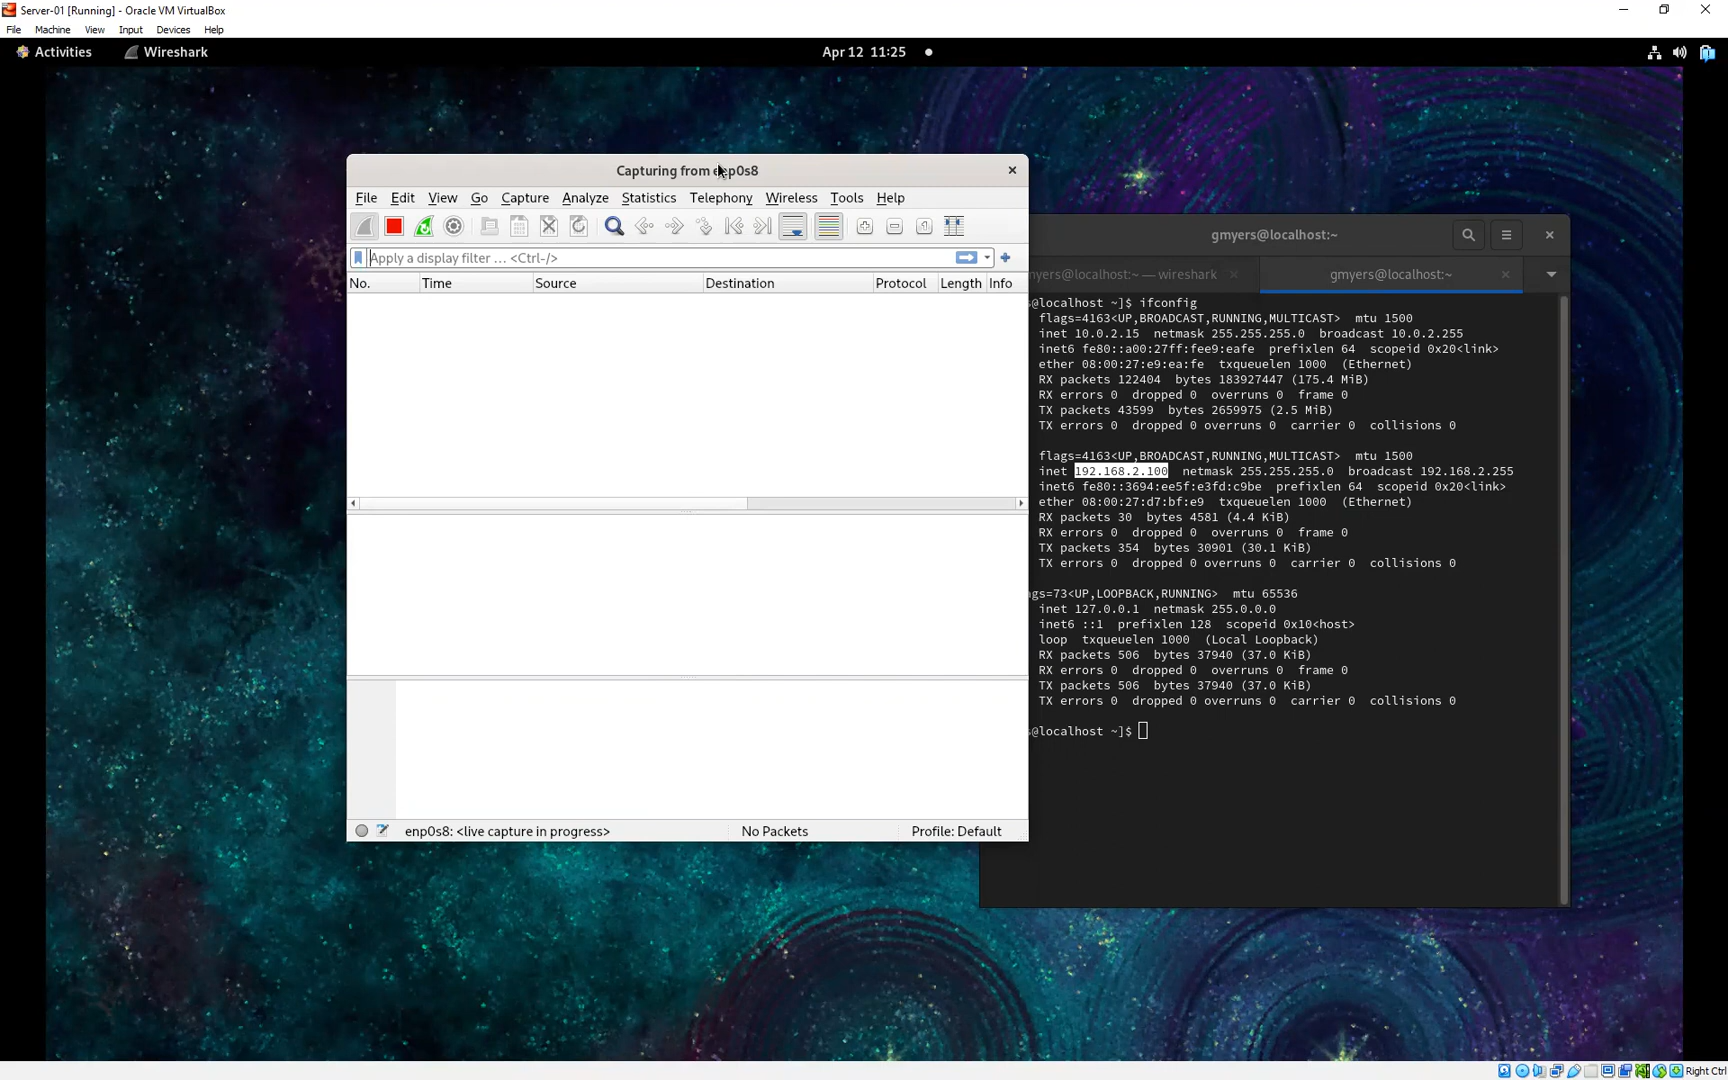 Server-01 [Running] - Oracle VM VirtualBox
File Machine View Input Devices Help
Activities Wireshark Apr 12 11:25
Capturing from enp0s8
File Edit View Go Capture Analyze Statistics Telephony Wireless Tools Help
Apply a display filter … <Ctrl-/>
No. Time Source Destination Protocol Length Info
enp0s8: <live capture in progress> No Packets Profile: Default
gmyers@localhost:~
myers@localhost:~ — wireshark gmyers@localhost:~
@localhost ~]$ ifconfig
flags=4163<UP,BROADCAST,RUNNING,MULTICAST> mtu 1500
inet 10.0.2.15 netmask 255.255.255.0 broadcast 10.0.2.255
inet6 fe80::a00:27ff:fee9:eafe prefixlen 64 scopeid 0x20<link>
ether 08:00:27:e9:ea:fe txqueuelen 1000 (Ethernet)
RX packets 122404 bytes 183927447 (175.4 MiB)
RX errors 0 dropped 0 overruns 0 frame 0
TX packets 43599 bytes 2659975 (2.5 MiB)
TX errors 0 dropped 0 overruns 0 carrier 0 collisions 0
flags=4163<UP,BROADCAST,RUNNING,MULTICAST> mtu 1500
inet 192.168.2.100 netmask 255.255.255.0 broadcast 192.168.2.255
inet6 fe80::3694:ee5f:e3fd:c9be prefixlen 64 scopeid 0x20<link>
ether 08:00:27:d7:bf:e9 txqueuelen 1000 (Ethernet)
RX packets 30 bytes 4581 (4.4 KiB)
RX errors 0 dropped 0 overruns 0 frame 0
TX packets 354 bytes 30901 (30.1 KiB)
TX errors 0 dropped 0 overruns 0 carrier 0 collisions 0
gs=73<UP,LOOPBACK,RUNNING> mtu 65536
inet 127.0.0.1 netmask 255.0.0.0
inet6 ::1 prefixlen 128 scopeid 0x10<host>
loop txqueuelen 1000 (Local Loopback)
RX packets 506 bytes 37940 (37.0 KiB)
RX errors 0 dropped 0 overruns 0 frame 0
TX packets 506 bytes 37940 (37.0 KiB)
TX errors 0 dropped 0 overruns 0 carrier 0 collisions 0
@localhost ~]$
Right Ctrl